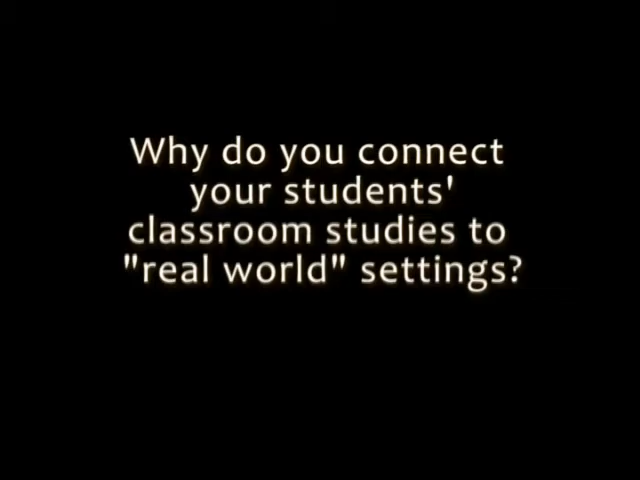 Why do you connect
your students'
classroom studies to
"real world" settings?